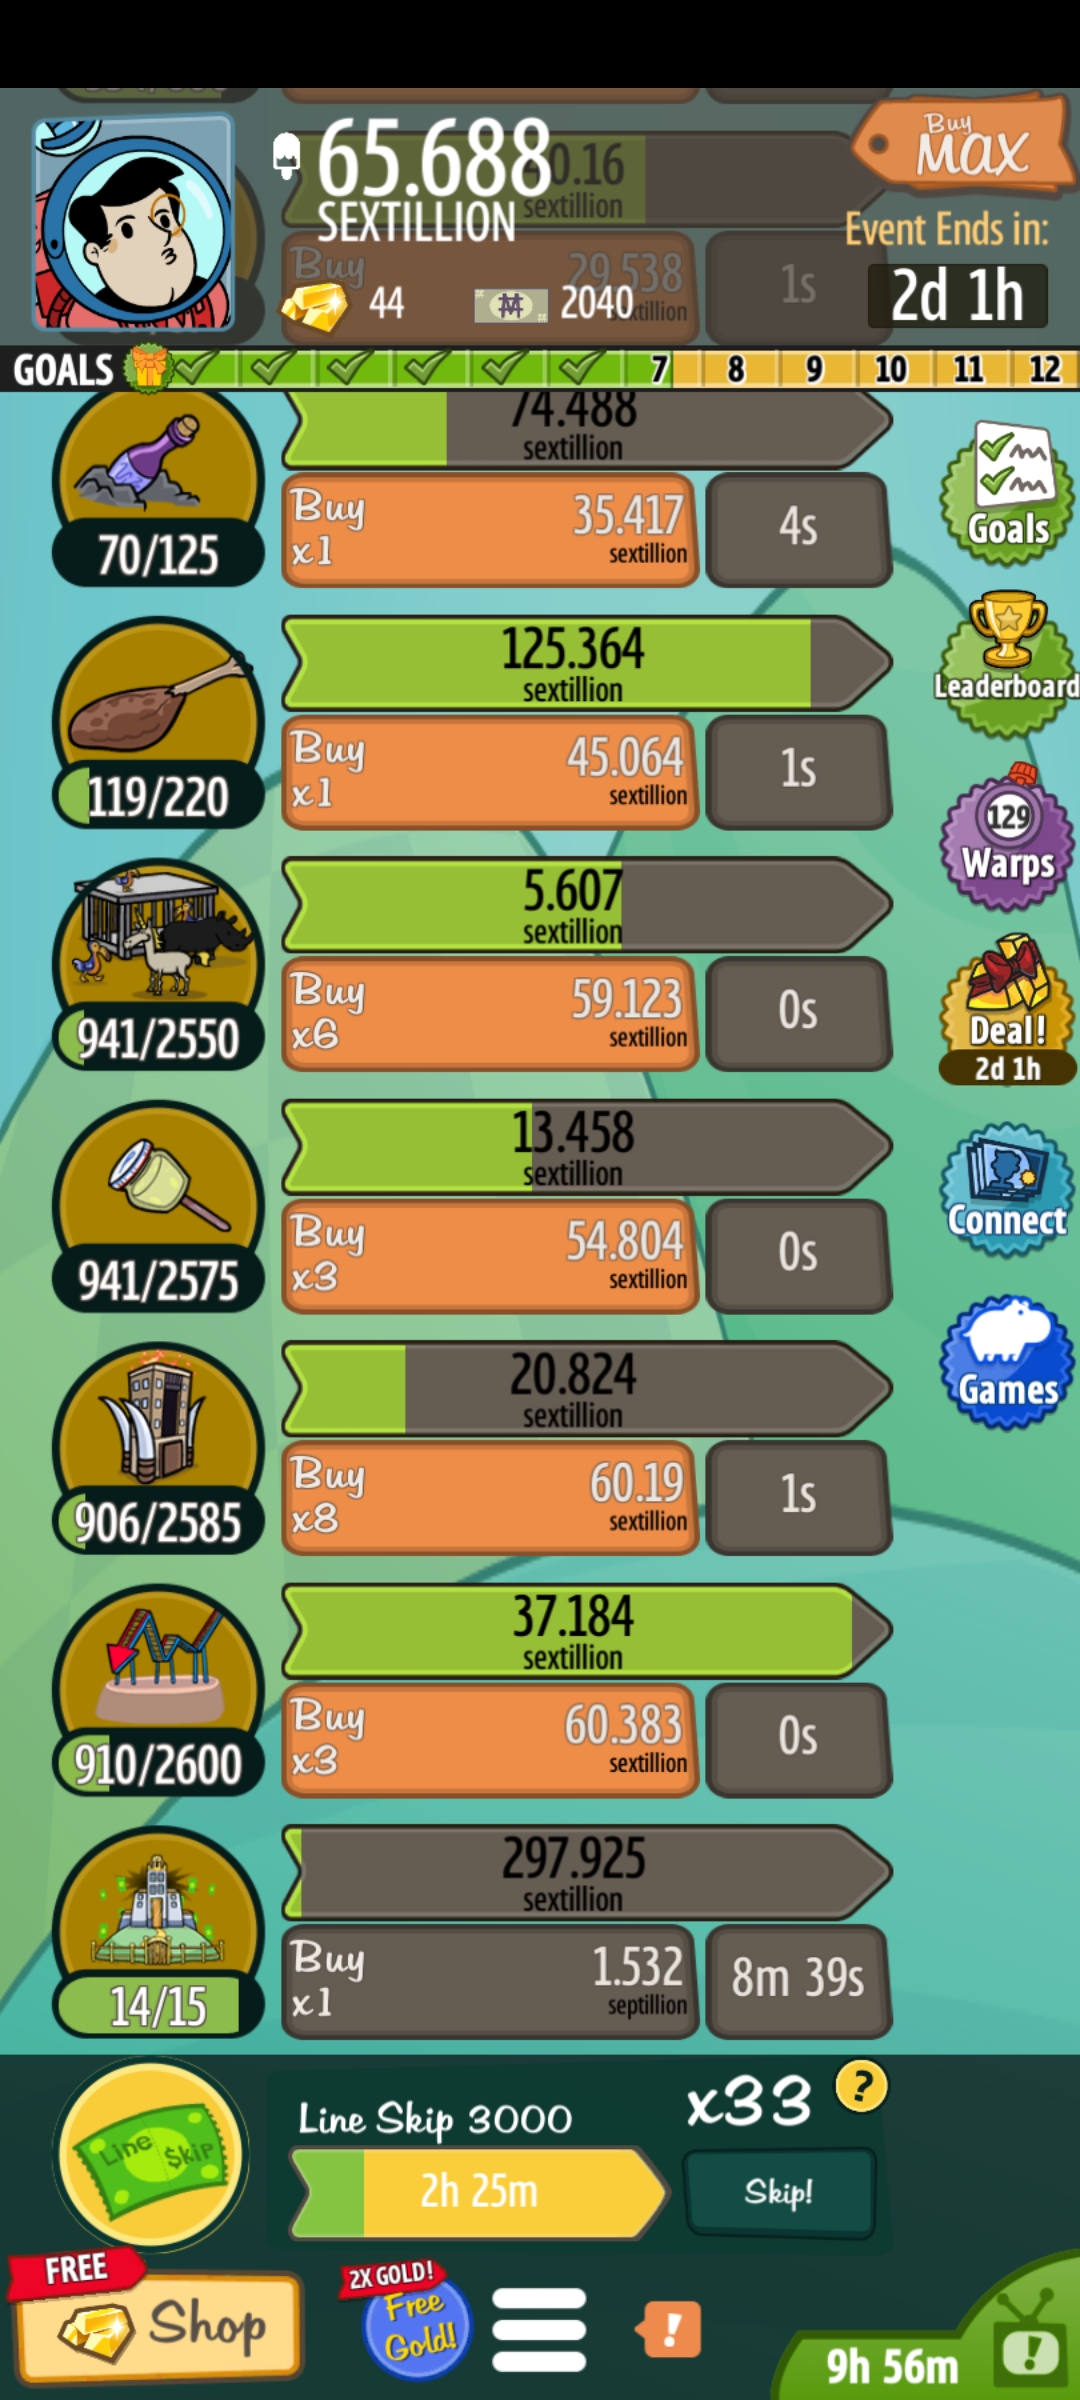 Buy
MAX
65.688
0.16
SEXTILLION
sextillion
Event Ends in:
Buy
29.538
1s
44
2040
2d 1h
GOALS
7
8
9
10
11
12
74.488
sextillion
Buy
x1
35.417
sextillion
4s
70/125
Goals
125.364
sextillion
Buy
x1
45.064
sextillion
1s
119/220
Leaderboard
129
Warps
5.607
sextillion
Buy
x6
59.123
sextillion
0s
941/2550
Deal!
2d 1h
13.458
sextillion
Buy
x3
54.804
sextillion
0s
941/2575
Connect
20.824
sextillion
Buy
x8
60.19
sextillion
1s
906/2585
Games
37.184
sextillion
Buy
x3
60.383
sextillion
0s
910/2600
297.925
sextillion
Buy
x1
1.532
septillion
8m 39s
14/15
Line Skip
Line Skip 3000
x33
?
2h 25m
Skip!
FREE
Shop
2X GOLD!
Free
Gold!
!
9h 56m
!